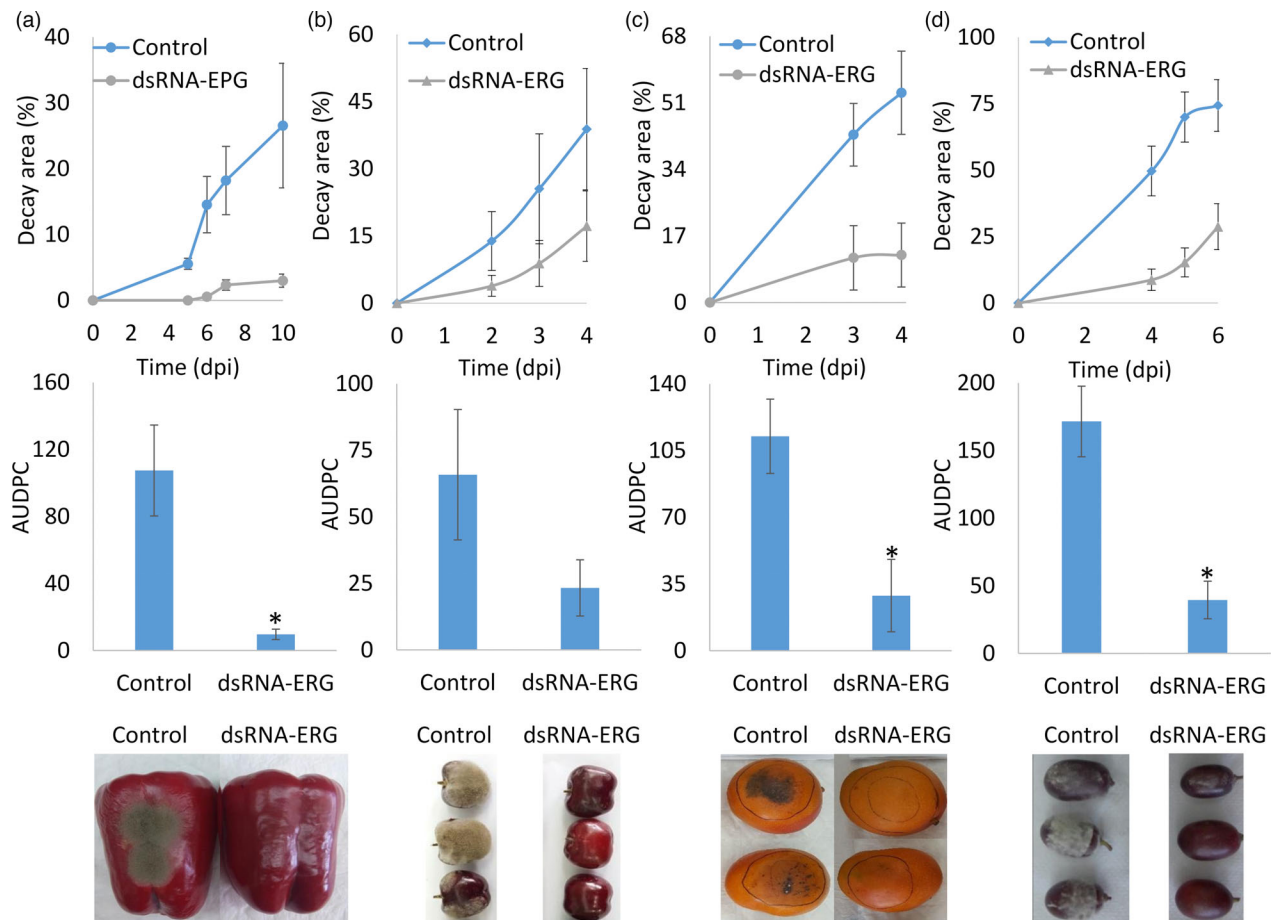 (a)
40
30
20
10
0
Decay area (%)
Control
dsRNA-EPG
0 2 4 6 8 10
Time (dpi)
(b)
60
45
30
15
0
Decay area (%)
Control
dsRNA-ERG
0 1 2 3 4
(c)
68
51
34
17
0
Decay area (%)
Control
dsRNA-ERG
0 1 2 3 4
Time (dpi)
(d)
100
75
50
25
0
Decay area (%)
Control
dsRNA-ERG
0 2 4 6
Time (dpi)
160
120
80
40
0
AUDPC
*
Control dsRNA-ERG
100
75
50
25
0
AUDPC
Control dsRNA-ERG
140
105
70
35
0
AUDPC
*
Control dsRNA-ERG
200
150
100
50
0
AUDPC
*
Control dsRNA-ERG
Control dsRNA-ERG
Control dsRNA-ERG
Control dsRNA-ERG
Control dsRNA-ERG